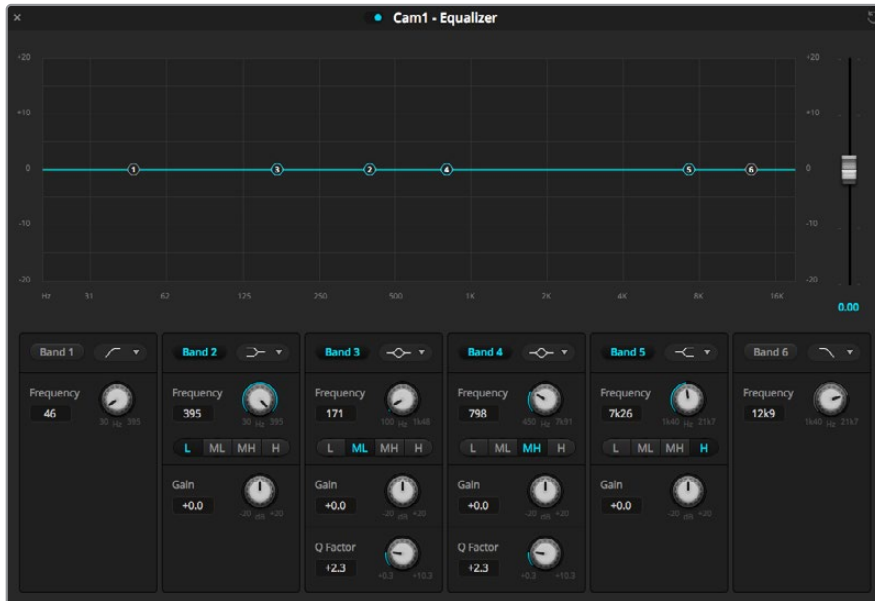 × Cam1 - Equalizer
+20 +20
+10 +10
0 1 3 2 4 5 6 0
-10 -10
-20 -20
Hz 31 62 125 250 500 1K 2K 4K 8K 16K
0.00
Band 1 Band 2 Band 3 Band 4 Band 5 Band 6
Frequency Frequency Frequency Frequency Frequency Frequency
46 395 171 798 7k26 12k9
30 Hz 395 30 Hz 395 100 Hz 1k48 450 Hz 7k91 1k40 Hz 21k7 1k40 Hz 21k7
L ML MH H L ML MH H L ML MH H L ML MH H
Gain Gain Gain Gain
+0.0 +0.0 +0.0 +0.0
-20 dB +20 -20 dB +20 -20 dB +20 -20 dB +20
Q Factor Q Factor
+2.3 +2.3
+0.3 +10.3 +0.3 +10.3